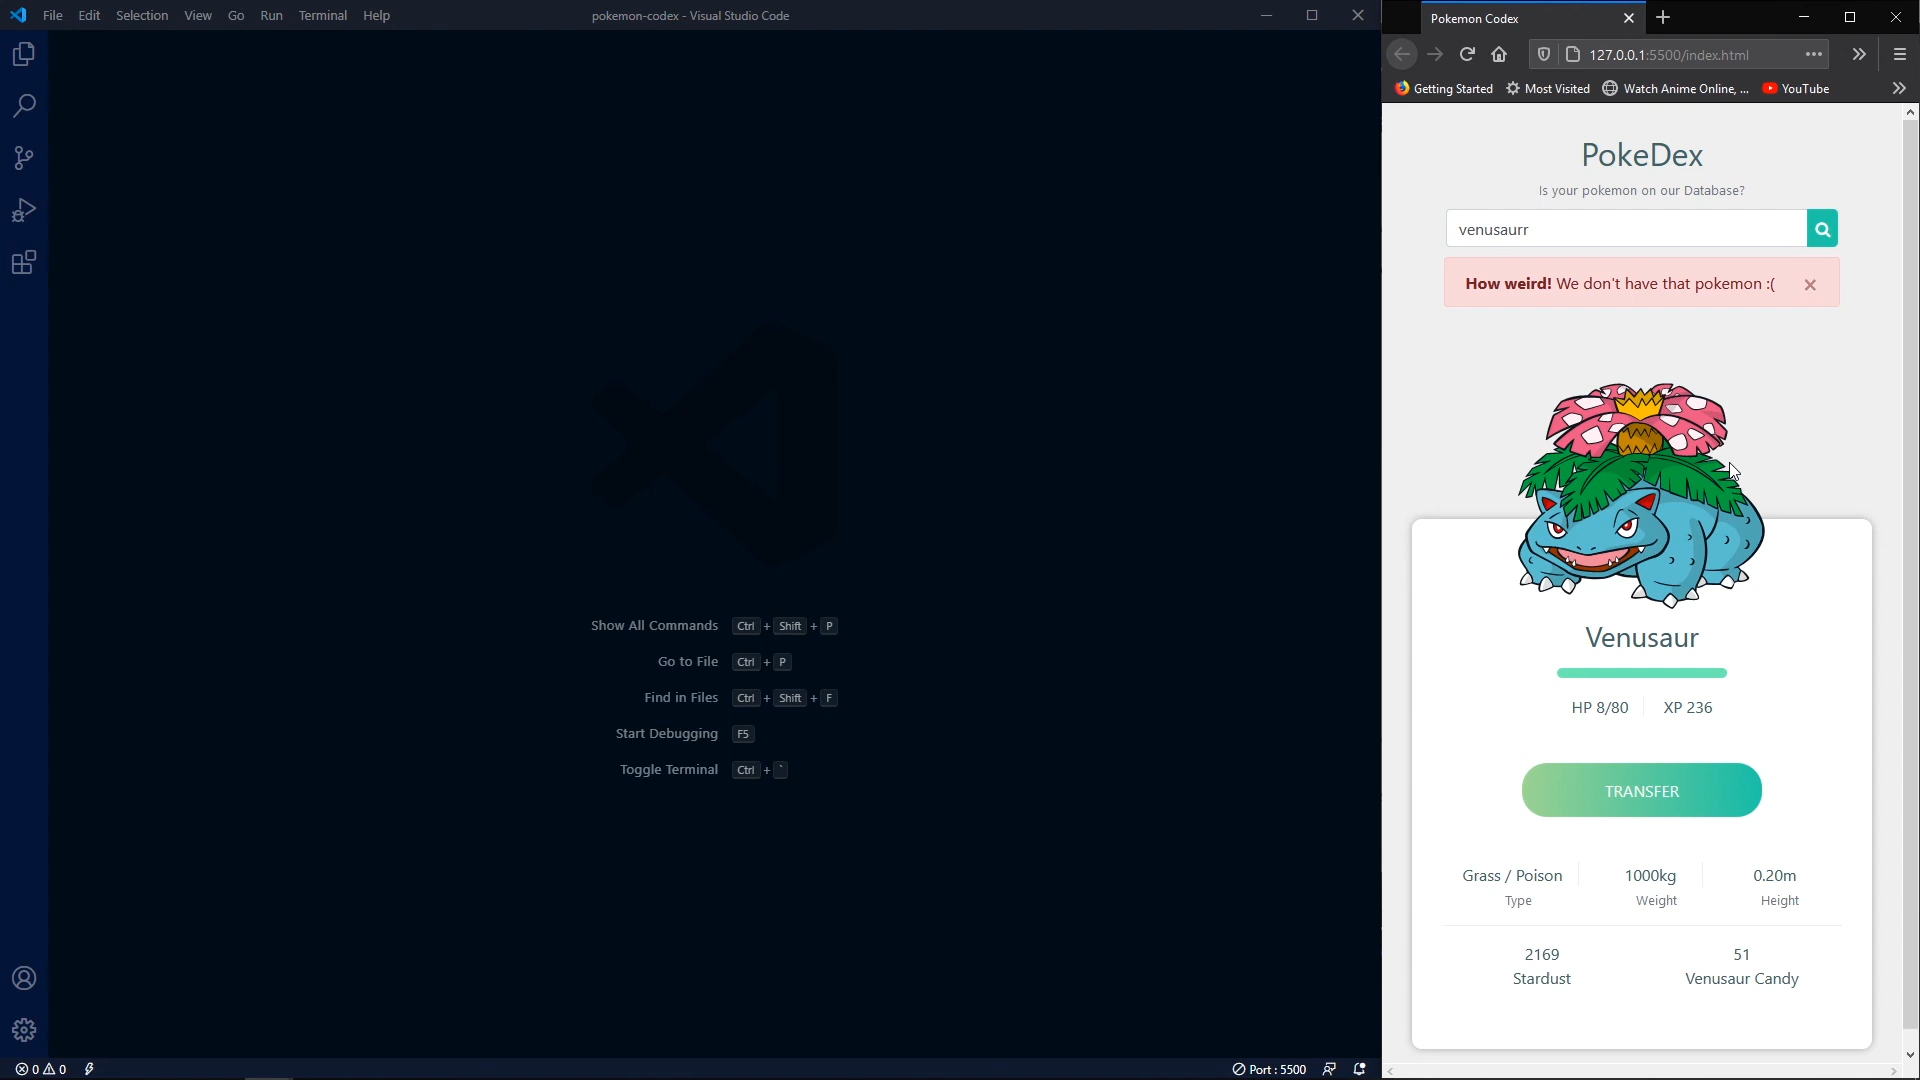 File Edit Selection View Go Run Terminal Help
pokemon-codex - Visual Studio Code
Pokemon Codex
127.0.0.1:5500/index.html
Getting Started Most Visited Watch Anime Online, ... YouTube
PokeDex
Is your pokemon on our Database?
venusaurr
How weird! We don't have that pokemon :(
Venusaur
HP 8/80 XP 236
TRANSFER
Grass / Poison 1000kg 0.20m
Type Weight Height
2169 51
Stardust Venusaur Candy
Show All Commands Ctrl + Shift + P
Go to File Ctrl + P
Find in Files Ctrl + Shift + F
Start Debugging F5
Toggle Terminal Ctrl + `
0 0
Port : 5500